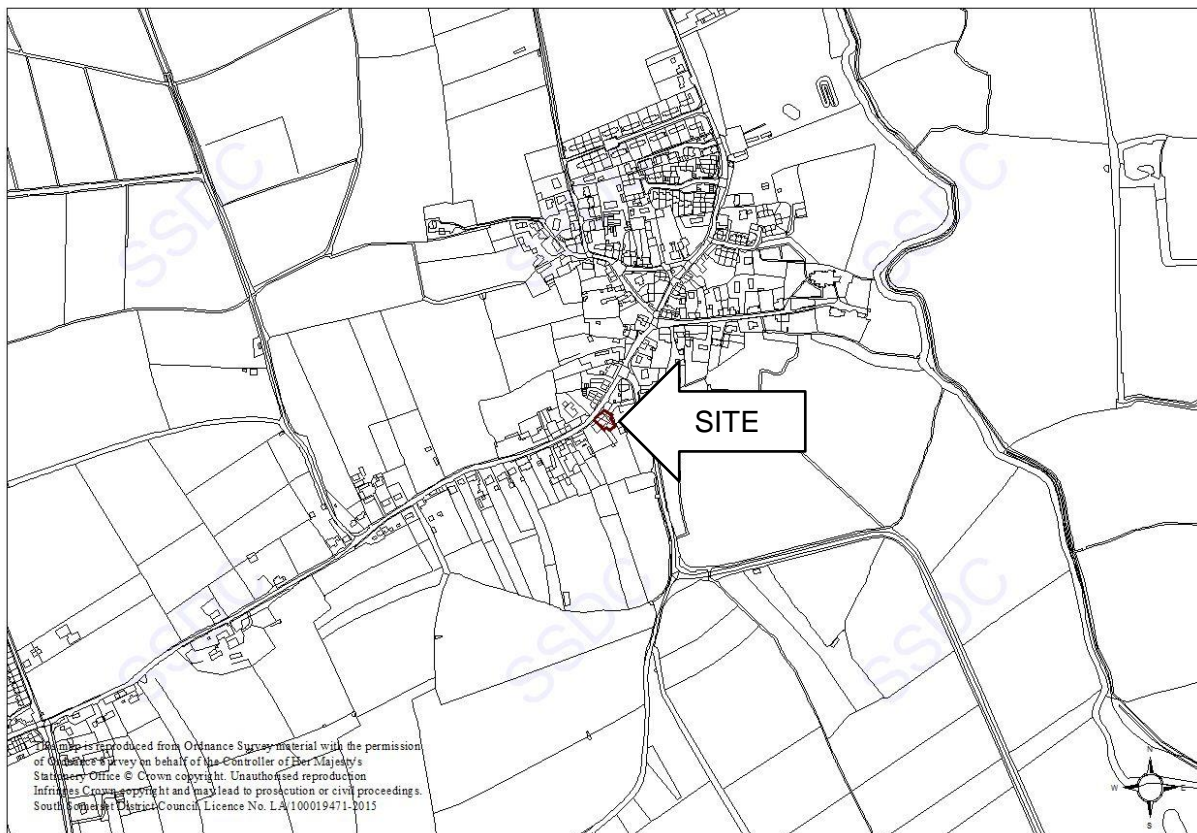 SSDC
SSDC
SSDC
SITE
SSDC
SSDC
SSDC
This map is reproduced from Ordnance Survey material with the permission
of Ordnance Survey on behalf of the Controller of Her Majesty's
Stationery Office © Crown copyright. Unauthorised reproduction
Infringes Crown copyright and may lead to prosecution or civil proceedings.
South Somerset District Council, Licence No. LA/100019471-2015
N
W
E
S